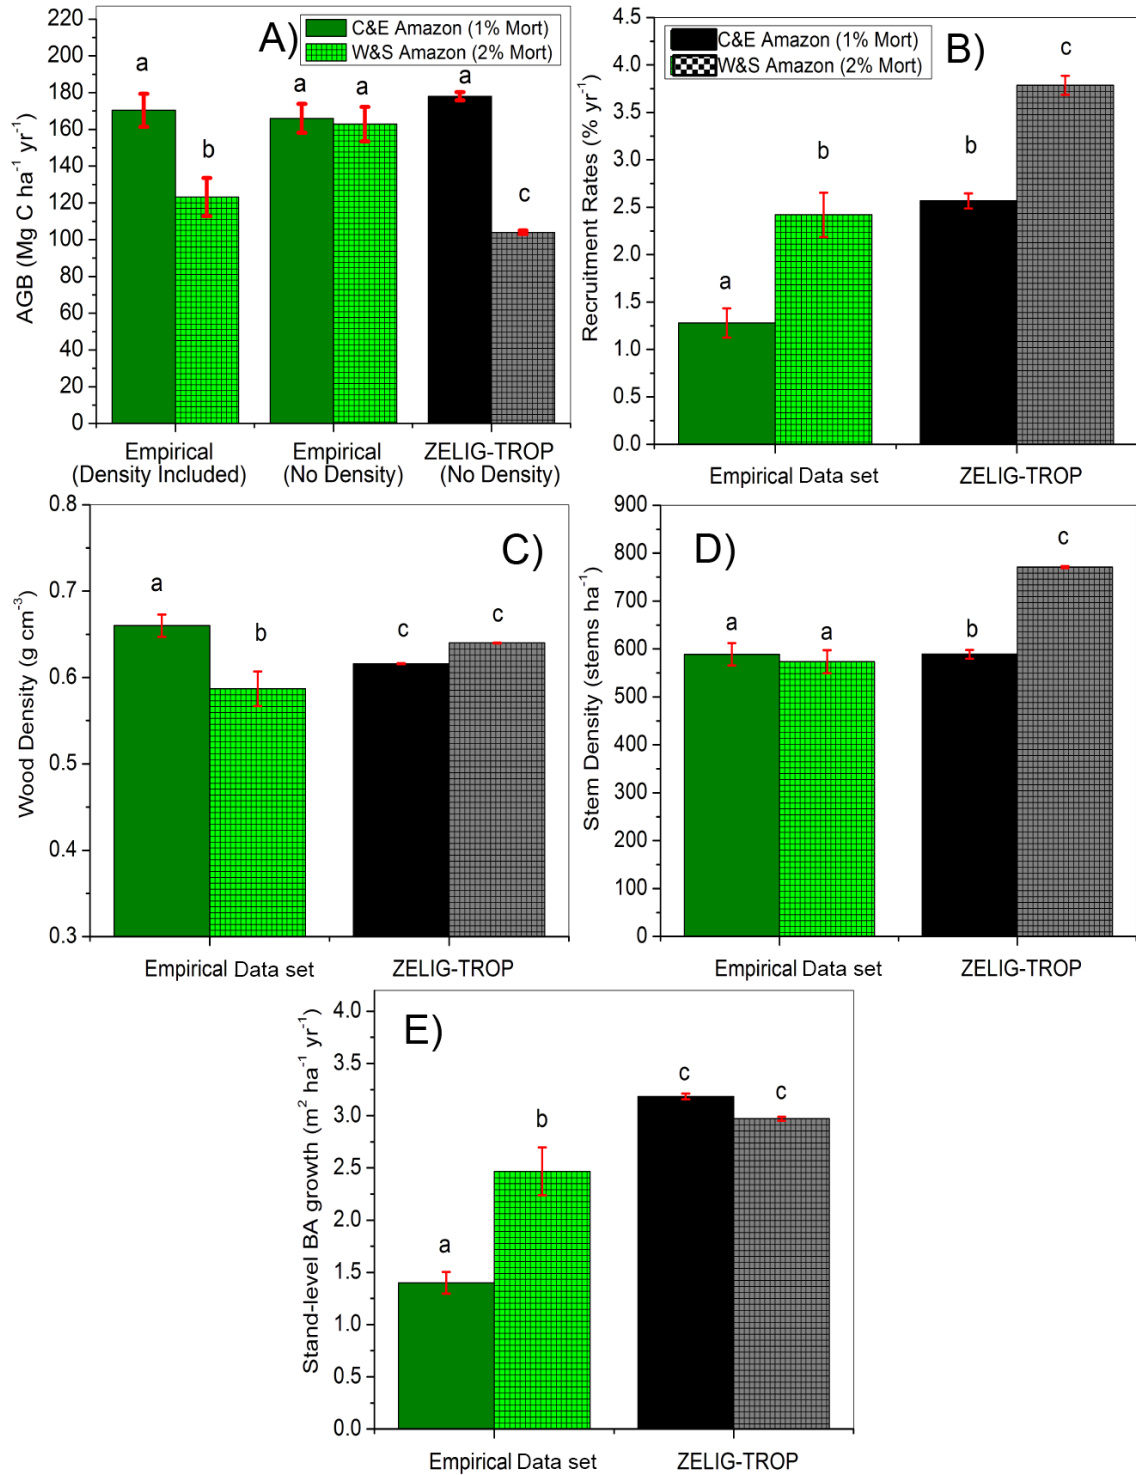 A)
C&E Amazon (1% Mort)
W&S Amazon (2% Mort)
AGB (Mg C ha⁻¹ yr⁻¹)
220
200
180
160
140
120
100
80
60
40
20
0
a
b
a
a
a
c
Empirical
(Density Included)
Empirical
(No Density)
ZELIG-TROP
(No Density)
B)
C&E Amazon (1% Mort)
W&S Amazon (2% Mort)
Recruitment Rates (% yr⁻¹)
4.5
4.0
3.5
3.0
2.5
2.0
1.5
1.0
0.5
0.0
a
b
b
c
Empirical Data set
ZELIG-TROP
C)
Wood Density (g cm⁻³)
0.8
0.7
0.6
0.5
0.4
0.3
a
b
c
c
Empirical Data set
ZELIG-TROP
D)
Stem Density (stems ha⁻¹)
900
800
700
600
500
400
300
200
100
0
a
a
b
c
Empirical Data set
ZELIG-TROP
E)
Stand-level BA growth (m² ha⁻¹ yr⁻¹)
4.0
3.5
3.0
2.5
2.0
1.5
1.0
0.5
0.0
a
b
c
c
Empirical Data set
ZELIG-TROP